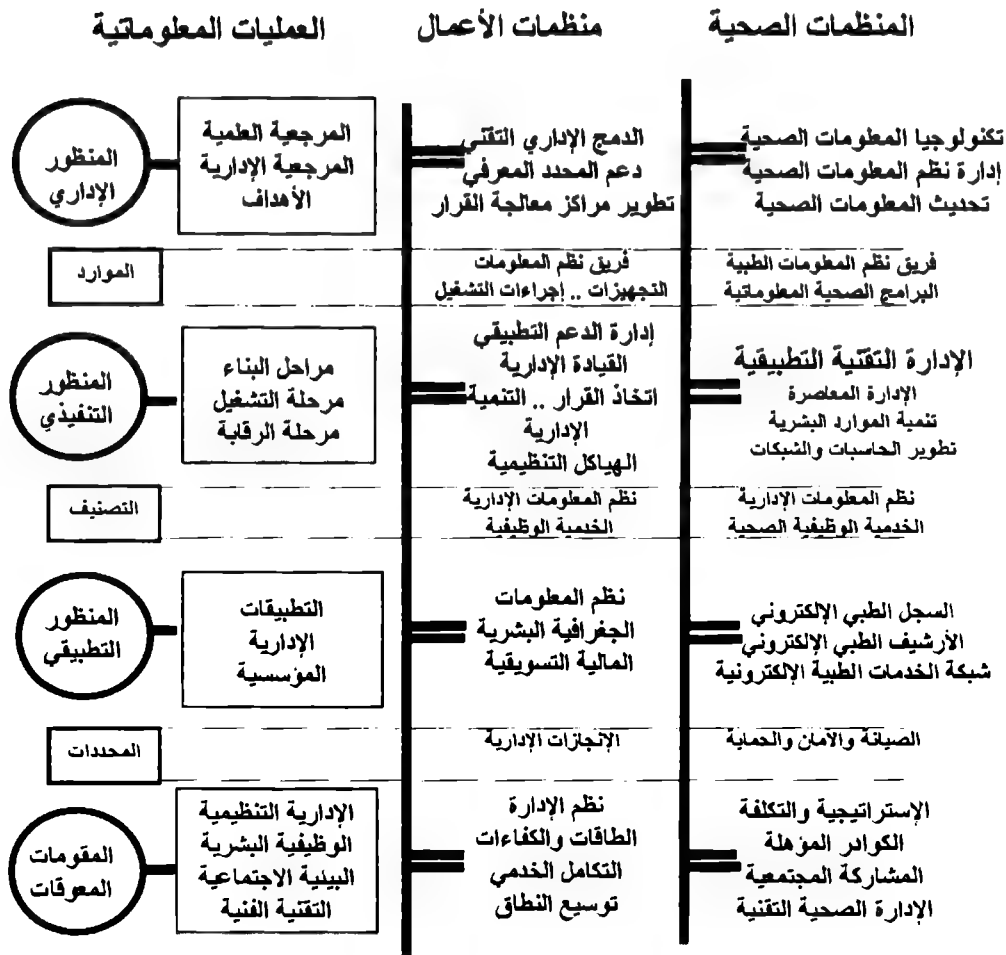 المنظمات الصحية
منظمات الأعمال
العمليات المعلوماتية
تكنولوجيا المعلومات الصحية
إدارة نظم المعلومات الصحية
تحديث المعلومات الصحية
الدمج الإداري التقني
دعم المحدد المعرفي
تطوير مراكز معالجة القرار
المرجعية العلمية
المرجعية الإدارية
الأهداف
المنظور
الإداري
فريق نظم المعلومات الطبية
البرامج الصحية المعلوماتية
فريق نظم المعلومات
التجهيزات .. إجراءات التشغيل
الموارد
الإدارة التقنية التطبيقية
الإدارة المعاصرة
تنمية الموارد البشرية
تطوير الحاسبات والشبكات
إدارة الدعم التطبيقي
القيادة الإدارية
اتخاذ القرار .. التنمية
الإدارية
الهياكل التنظيمية
مراحل البناء
مرحلة التشغيل
مرحلة الرقابة
المنظور
التنفيذي
نظم المعلومات الإدارية
الخدمية الوظيفية الصحية
نظم المعلومات الإدارية
الخدمية الوظيفية
التصنيف
السجل الطبي الإلكتروني
الأرشيف الطبي الإلكتروني
شبكة الخدمات الطبية الإلكترونية
نظم المعلومات
الجغرافية البشرية
المالية التسويقية
التطبيقات
الإدارية
المؤسسية
المنظور
التطبيقي
الصيانة والأمان والحماية
الإنجازات الإدارية
المحددات
الإستراتيجية والتكلفة
الكوادر المؤهلة
المشاركة المجتمعية
الإدارة الصحية التقنية
نظم الإدارة
الطاقات والكفاءات
التكامل الخدمي
توسيع النطاق
الإدارية التنظيمية
الوظيفية البشرية
البيئية الاجتماعية
التقنية الفنية
المقومات
المعوقات